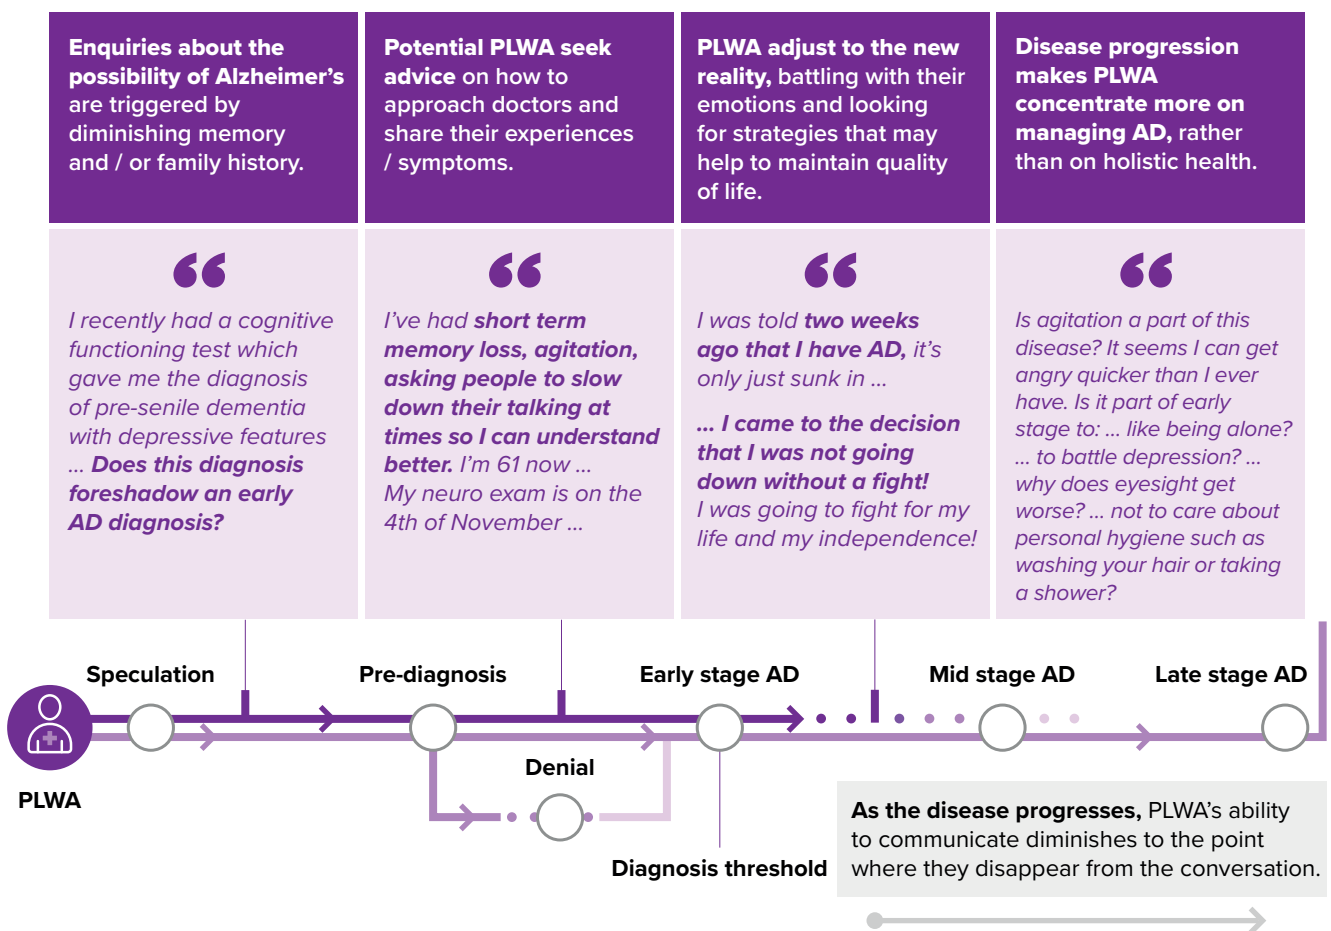 Enquiries about the
possibility of Alzheimer’s
are triggered by
diminishing memory
and / or family history.
Potential PLWA seek
advice on how to
approach doctors and
share their experiences
/ symptoms.
PLWA adjust to the new
reality, battling with their
emotions and looking
for strategies that may
help to maintain quality
of life.
Disease progression
makes PLWA
concentrate more on
managing AD, rather
than on holistic health.
“
I recently had a cognitive
functioning test which
gave me the diagnosis
of pre-senile dementia
with depressive features
... Does this diagnosis
foreshadow an early
AD diagnosis?
“
I’ve had short term
memory loss, agitation,
asking people to slow
down their talking at
times so I can understand
better. I’m 61 now ...
My neuro exam is on the
4th of November ...
“
I was told two weeks
ago that I have AD, it’s
only just sunk in ...
... I came to the decision
that I was not going
down without a fight!
I was going to fight for my
life and my independence!
“
Is agitation a part of this
disease? It seems I can get
angry quicker than I ever
have. Is it part of early
stage to: ... like being alone?
... to battle depression? ...
why does eyesight get
worse? ... not to care about
personal hygiene such as
washing your hair or taking
a shower?
Speculation
Pre-diagnosis
Early stage AD
Mid stage AD
Late stage AD
PLWA
Denial
Diagnosis threshold
As the disease progresses, PLWA’s ability
to communicate diminishes to the point
where they disappear from the conversation.